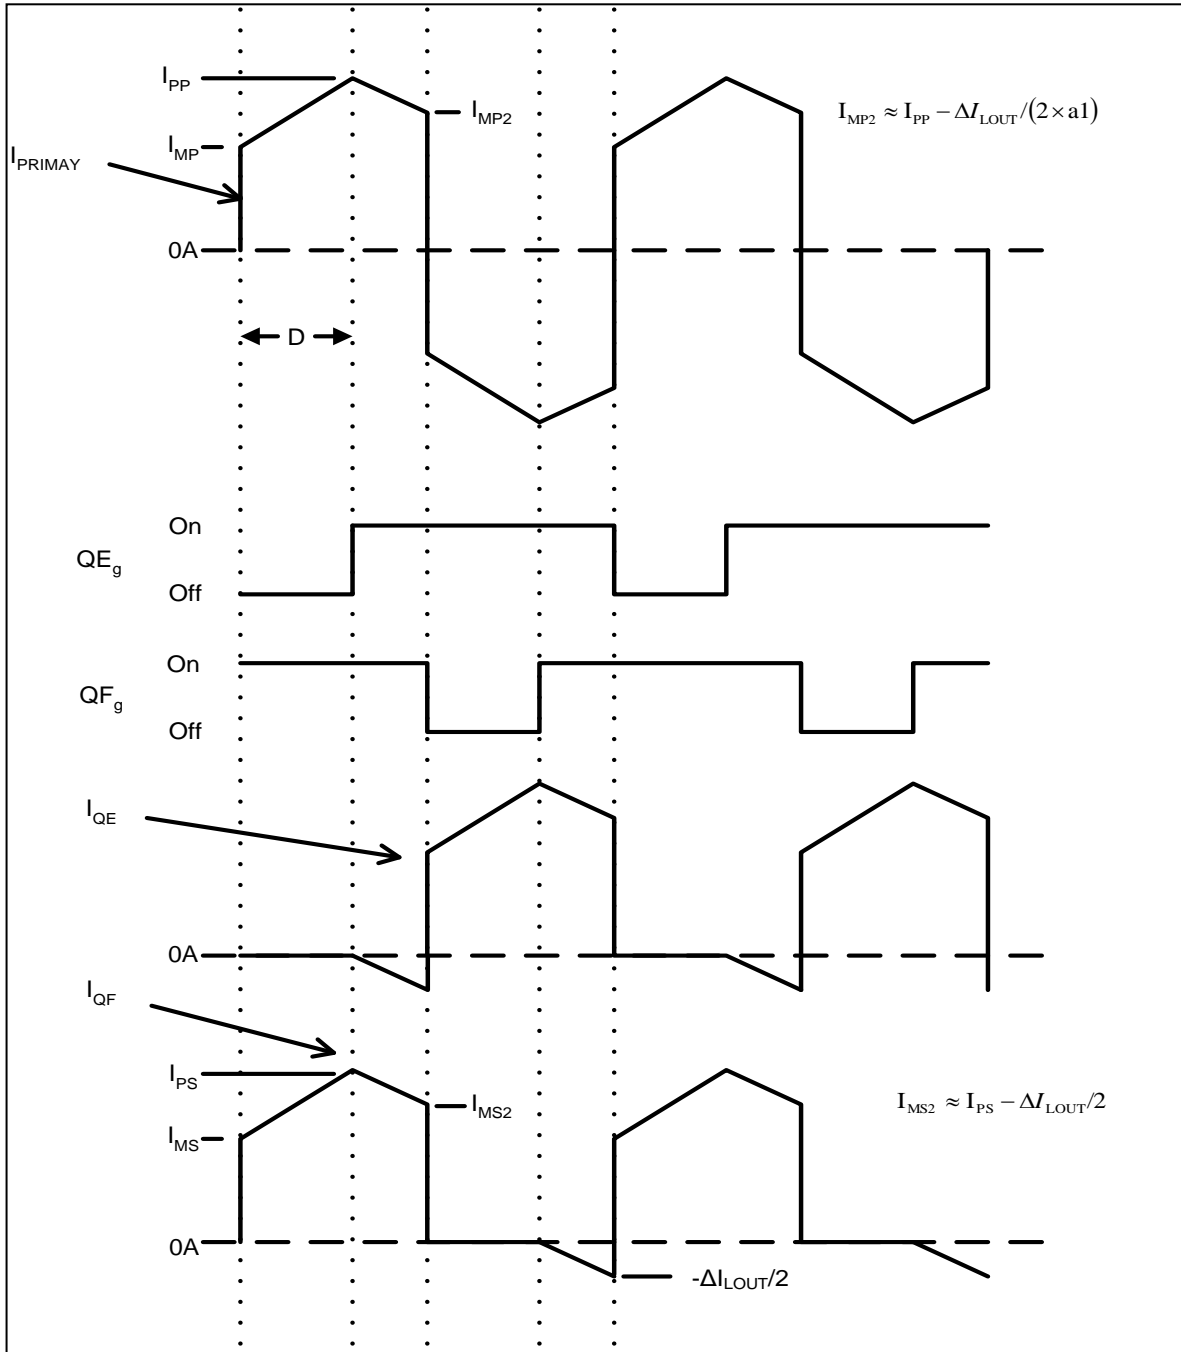 I_PP
I_MP2
I_MP2 ≈ I_PP − ΔI_LOUT/(2 × a1)
I_MP
I_PRIMAY
0A
D
On
QE_g
Off
On
QF_g
Off
I_QE
0A
I_QF
I_PS
I_MS2
I_MS2 ≈ I_PS − ΔI_LOUT/2
I_MS
0A
-ΔI_LOUT/2